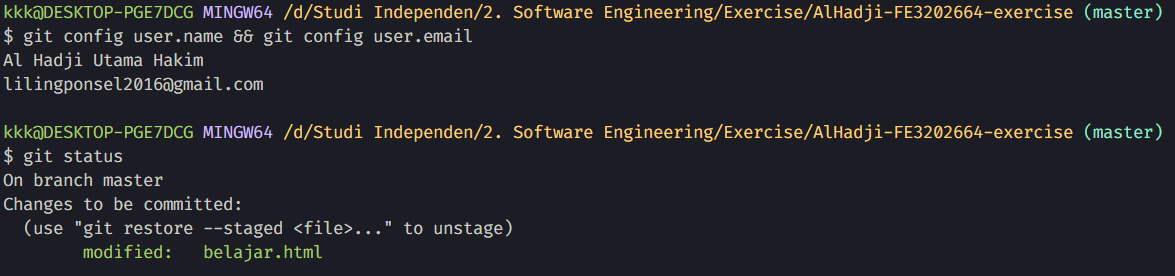 kkk@DESKTOP-PGE7DCG MINGW64 /d/Studi Independen/2. Software Engineering/Exercise/AlHadji-FE3202664-exercise (master)
$ git config user.name && git config user.email
Al Hadji Utama Hakim
lilingponsel2016@gmail.com
kkk@DESKTOP-PGE7DCG MINGW64 /d/Studi Independen/2. Software Engineering/Exercise/AlHadji-FE3202664-exercise (master)
$ git status
On branch master
Changes to be committed:
  (use "git restore --staged <file>..." to unstage)
        modified:   belajar.html